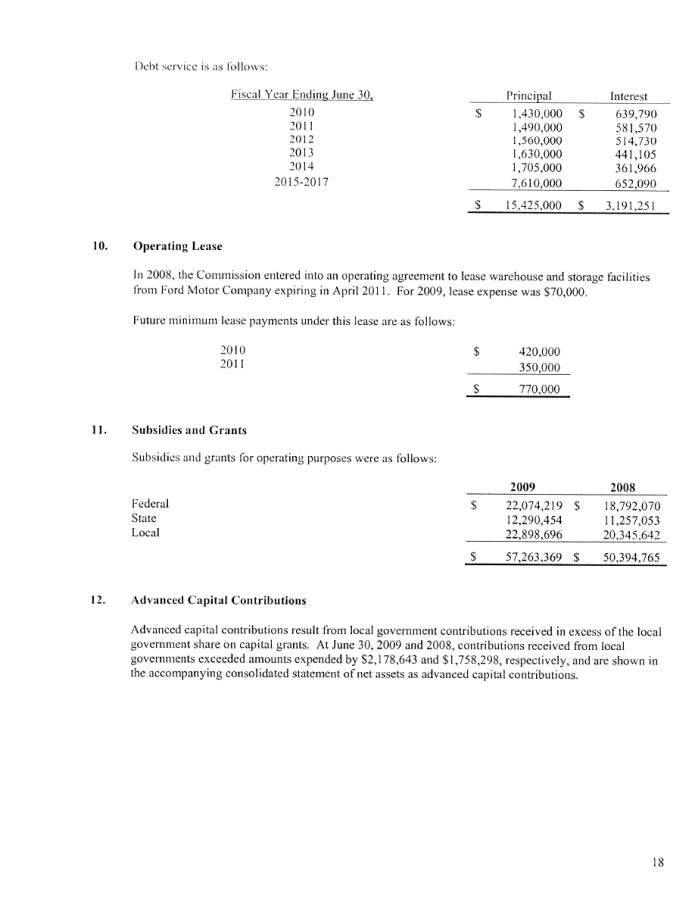 Debt service is as follows:
Fiscal Year Ending June 30, Principal Interest
2010 $ 1,430,000 $ 639,790
2011 1,490,000 581,570
2012 1,560,000 514,730
2013 1,630,000 441,105
2014 1,705,000 361,966
2015-2017 7,610,000 652,090
$ 15,425,000 $ 3,191,251
10. Operating Lease
In 2008, the Commission entered into an operating agreement to lease warehouse and storage facilities
from Ford Motor Company expiring in April 2011. For 2009, lease expense was $70,000.
Future minimum lease payments under this lease are as follows:
2010 $ 420,000
2011 350,000
$ 770,000
11. Subsidies and Grants
Subsidies and grants for operating purposes were as follows:
2009 2008
Federal $ 22,074,219 $ 18,792,070
State 12,290,454 11,257,053
Local 22,898,696 20,345,642
$ 57,263,369 $ 50,394,765
12. Advanced Capital Contributions
Advanced capital contributions result from local government contributions received in excess of the local
government share on capital grants. At June 30, 2009 and 2008, contributions received from local
governments exceeded amounts expended by $2,178,643 and $1,758,298, respectively, and are shown in
the accompanying consolidated statement of net assets as advanced capital contributions.
18